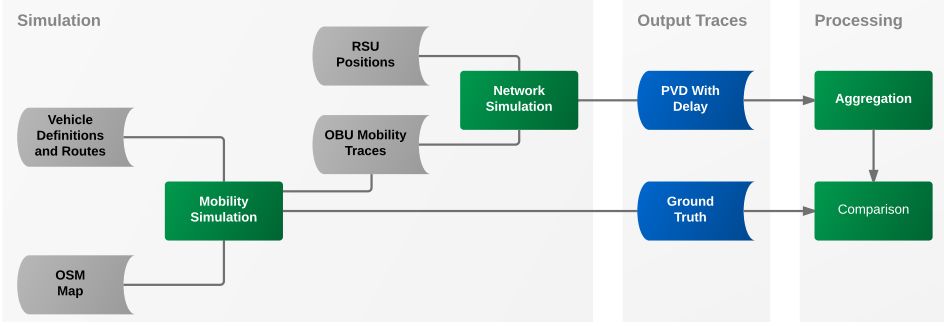 Simulation
Output Traces
Processing
RSU
Positions
Network
Simulation
PVD With
Delay
Aggregation
Vehicle
Definitions
and Routes
OBU Mobility
Traces
Mobility
Simulation
Ground
Truth
Comparison
OSM
Map